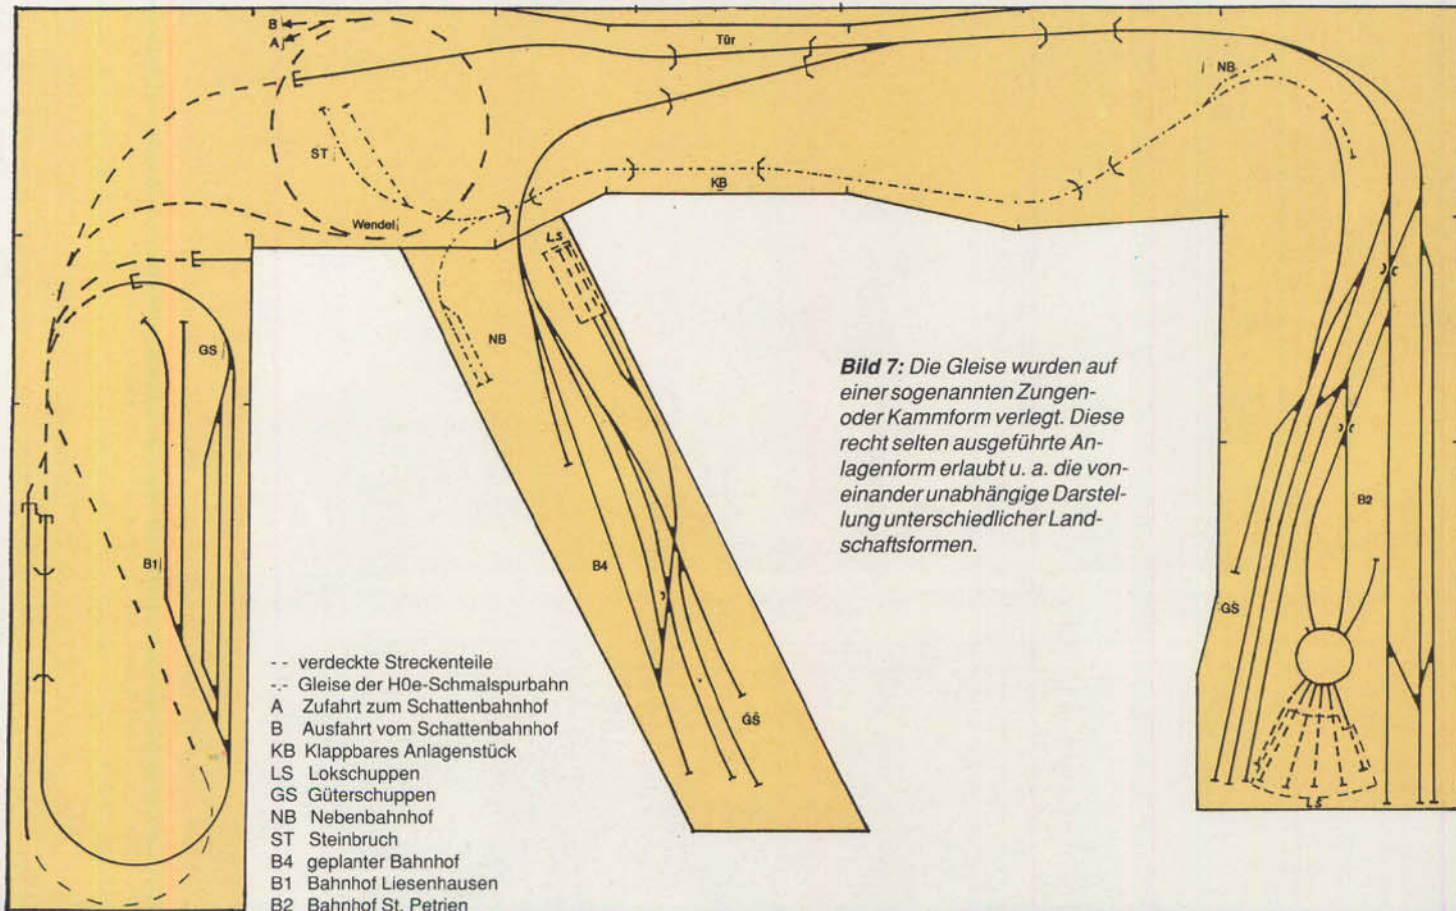 B
A
Tür
NB
ST
KB
Wendel
LS
NB
GS
Bild 7: Die Gleise wurden auf
einer sogenannten Zungen-
oder Kammform verlegt. Diese
recht selten ausgeführte An-
lagenform erlaubt u. a. die von-
einander unabhängige Darstel-
lung unterschiedlicher Land-
schaftsformen.
B2
B1
B4
GS
GS
LS
-- verdeckte Streckenteile
-.- Gleise der H0e-Schmalspurbahn
A Zufahrt zum Schattenbahnhof
B Ausfahrt vom Schattenbahnhof
KB Klappbares Anlagenstück
LS Lokschuppen
GS Güterschuppen
NB Nebenbahnhof
ST Steinbruch
B4 geplanter Bahnhof
B1 Bahnhof Liesenhausen
B2 Bahnhof St. Petrien